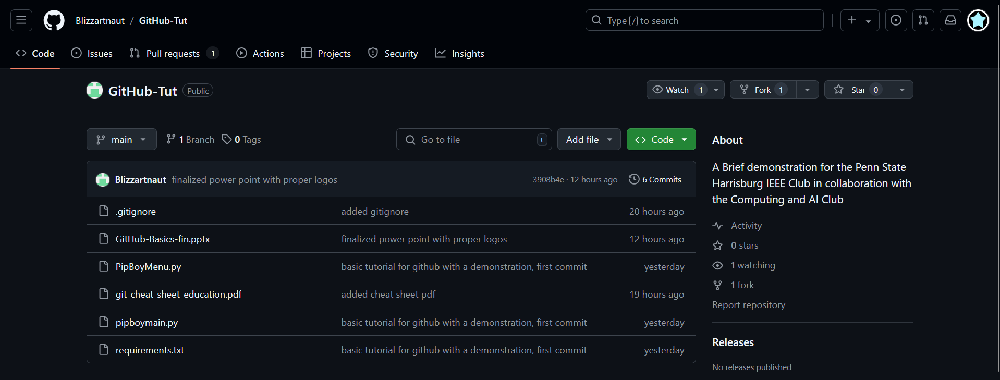 Blizzartnaut / GitHub-Tut
Type / to search
Code
Issues
Pull requests 1
Actions
Projects
Security
Insights
GitHub-Tut Public
Watch 1
Fork 1
Star 0
main
1 Branch
0 Tags
Go to file t
Add file
Code
Blizzartnaut finalized power point with proper logos 3908b4e · 12 hours ago 6 Commits
.gitignore added gitignore 20 hours ago
GitHub-Basics-fin.pptx finalized power point with proper logos 12 hours ago
PipBoyMenu.py basic tutorial for github with a demonstration, first commit yesterday
git-cheat-sheet-education.pdf added cheat sheet pdf 19 hours ago
pipboymain.py basic tutorial for github with a demonstration, first commit yesterday
requirements.txt basic tutorial for github with a demonstration, first commit yesterday
About
A Brief demonstration for the Penn State
Harrisburg IEEE Club in collaboration with
the Computing and AI Club
Activity
0 stars
1 watching
1 fork
Report repository
Releases
No releases published